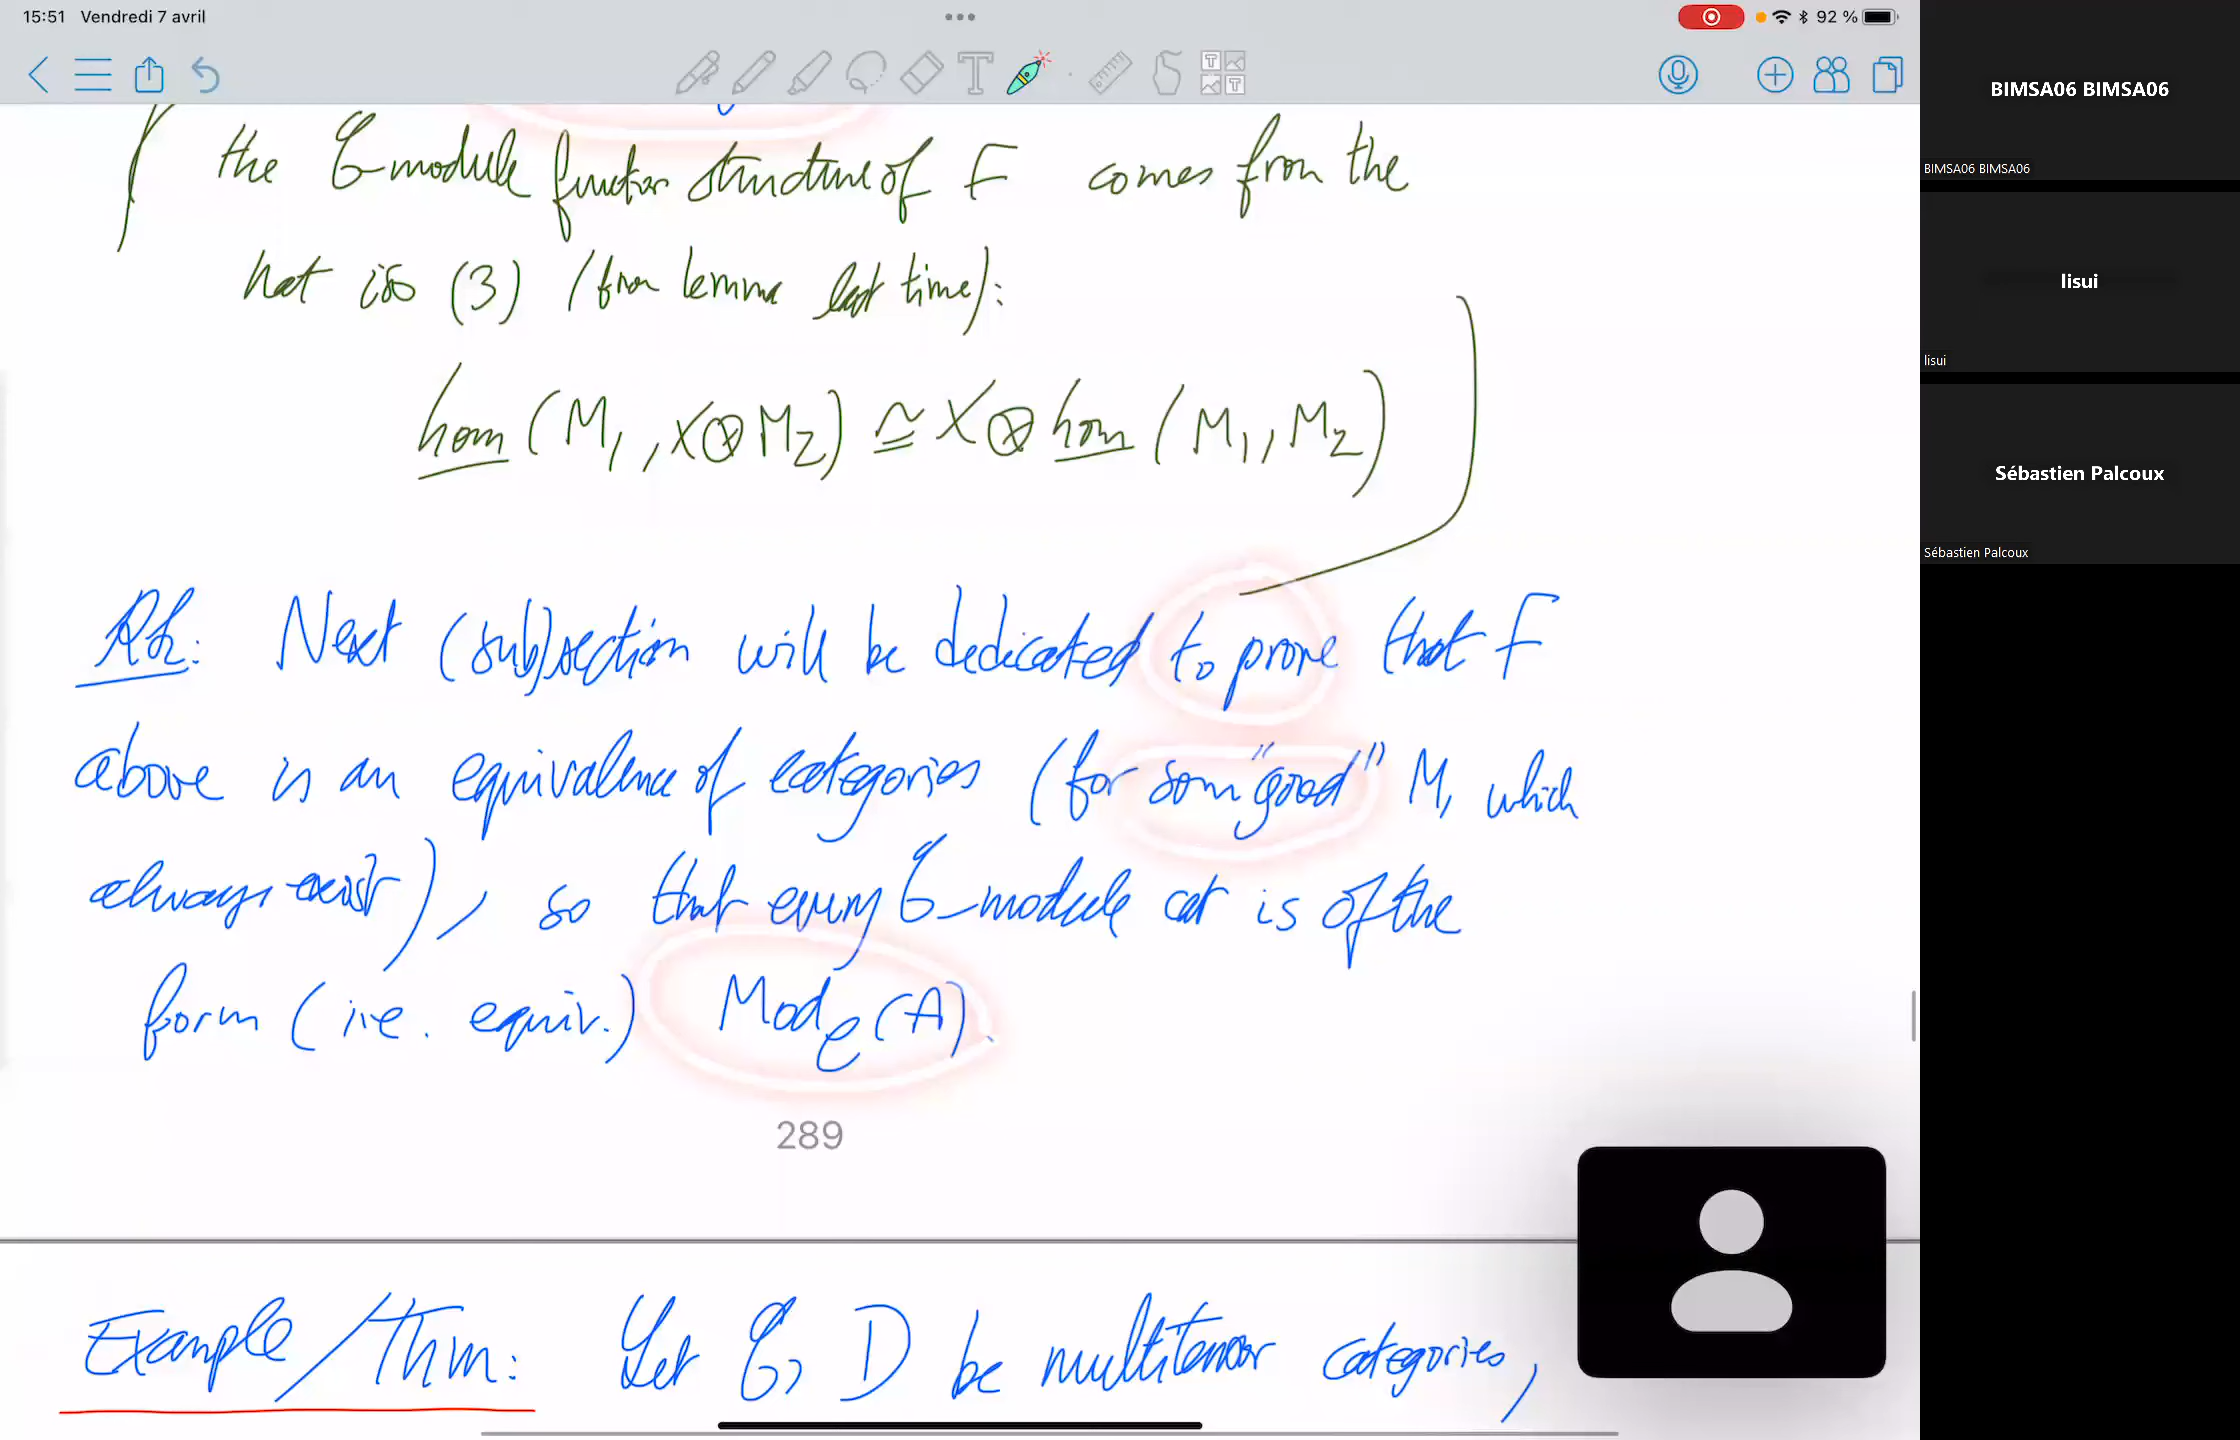 15:51 Vendredi 7 avril
92 %
the 𝒞-module functor structure of F comes from the
nat iso (3) (from lemma last time):
hom (M₁, X⊗M₂) ≅ X⊗ hom (M₁, M₂)
Rk: Next (sub)section will be dedicated to prove that F
above is an equivalence of categories (for some "good" M, which
always exist), so that every 𝒞-module cat is of the
form (i.e. equiv.) Mod𝒞(A).
289
Example/Thm: Let 𝒞, D be multitensor categories,
BIMSA06 BIMSA06
BIMSA06 BIMSA06
lisui
lisui
Sébastien Palcoux
Sébastien Palcoux